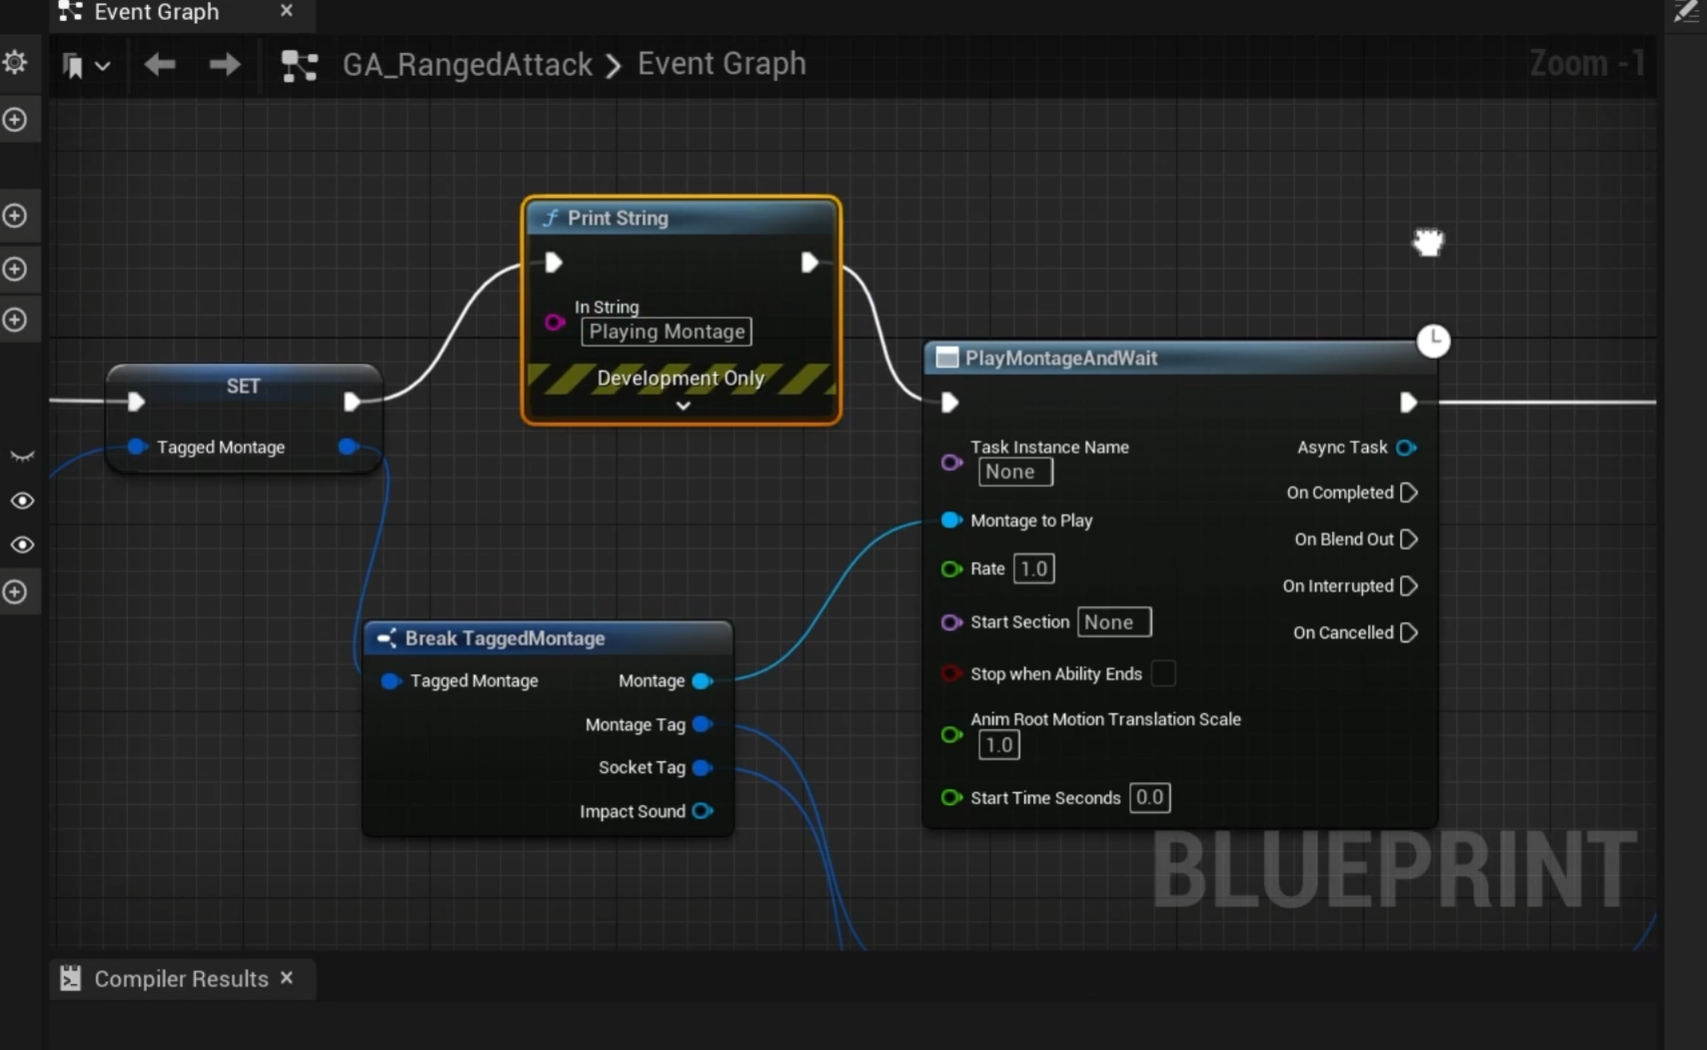 Event Graph
GA_RangedAttack
Event Graph
Zoom -1
Print String
In String
Playing Montage
Development Only
SET
Tagged Montage
PlayMontageAndWait
Task Instance Name
None
Async Task
On Completed
Montage to Play
On Blend Out
Rate 1.0
On Interrupted
Start Section None
On Cancelled
Stop when Ability Ends
Anim Root Motion Translation Scale
1.0
Start Time Seconds 0.0
Break TaggedMontage
Tagged Montage
Montage
Montage Tag
Socket Tag
Impact Sound
BLUEPRINT
Compiler Results